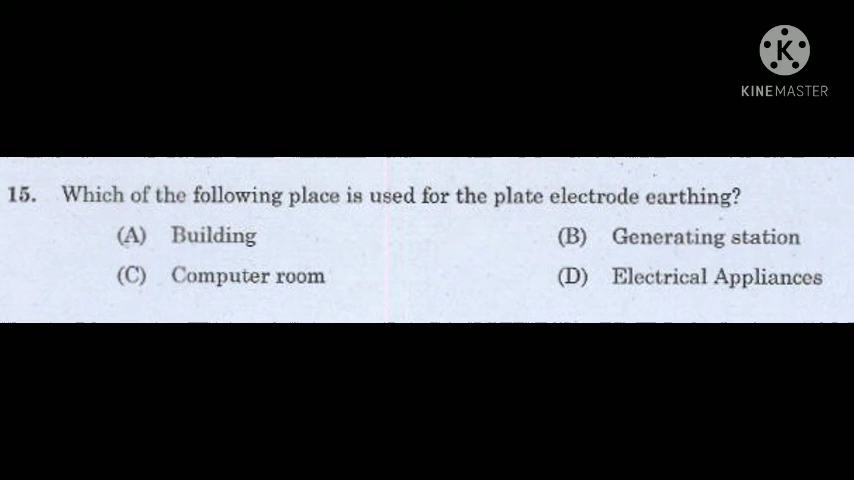 K
KINEMASTER
15. Which of the following place is used for the plate electrode earthing?
(A) Building (B) Generating station
(C) Computer room (D) Electrical Appliances